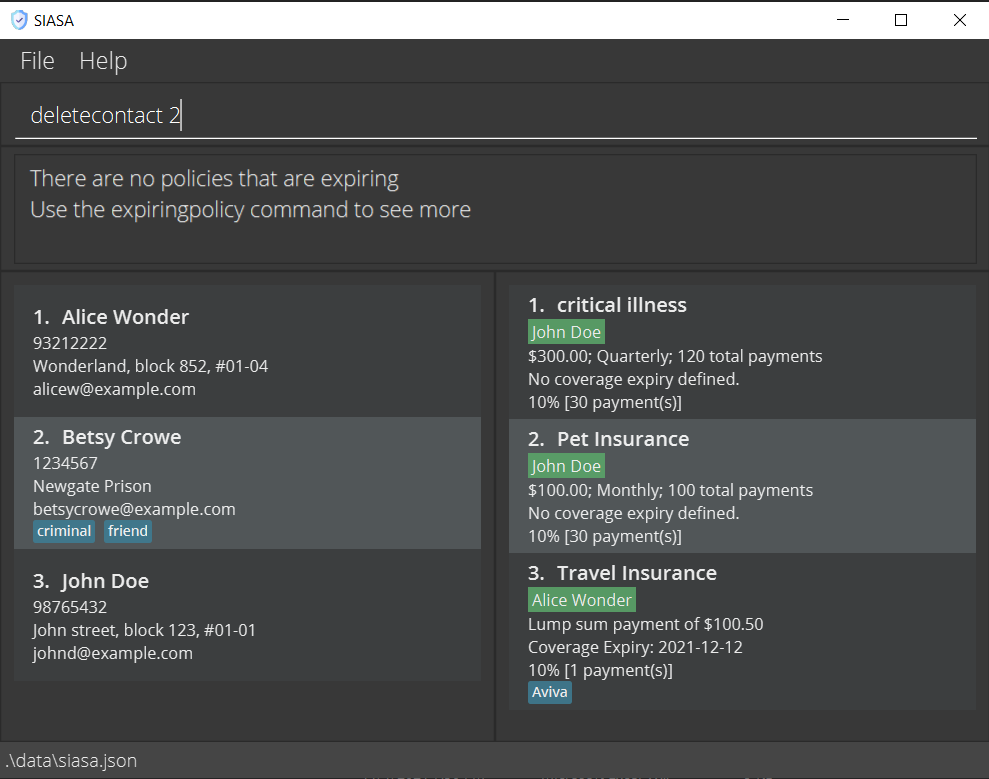 SIASA
File Help
deletecontact 2
There are no policies that are expiring
Use the expiringpolicy command to see more
1. Alice Wonder
93212222
Wonderland, block 852, #01-04
alicew@example.com
2. Betsy Crowe
1234567
Newgate Prison
betsycrowe@example.com
criminal friend
3. John Doe
98765432
John street, block 123, #01-01
johnd@example.com
1. critical illness
John Doe
$300.00; Quarterly; 120 total payments
No coverage expiry defined.
10% [30 payment(s)]
2. Pet Insurance
John Doe
$100.00; Monthly; 100 total payments
No coverage expiry defined.
10% [30 payment(s)]
3. Travel Insurance
Alice Wonder
Lump sum payment of $100.50
Coverage Expiry: 2021-12-12
10% [1 payment(s)]
Aviva
.\data\siasa.json